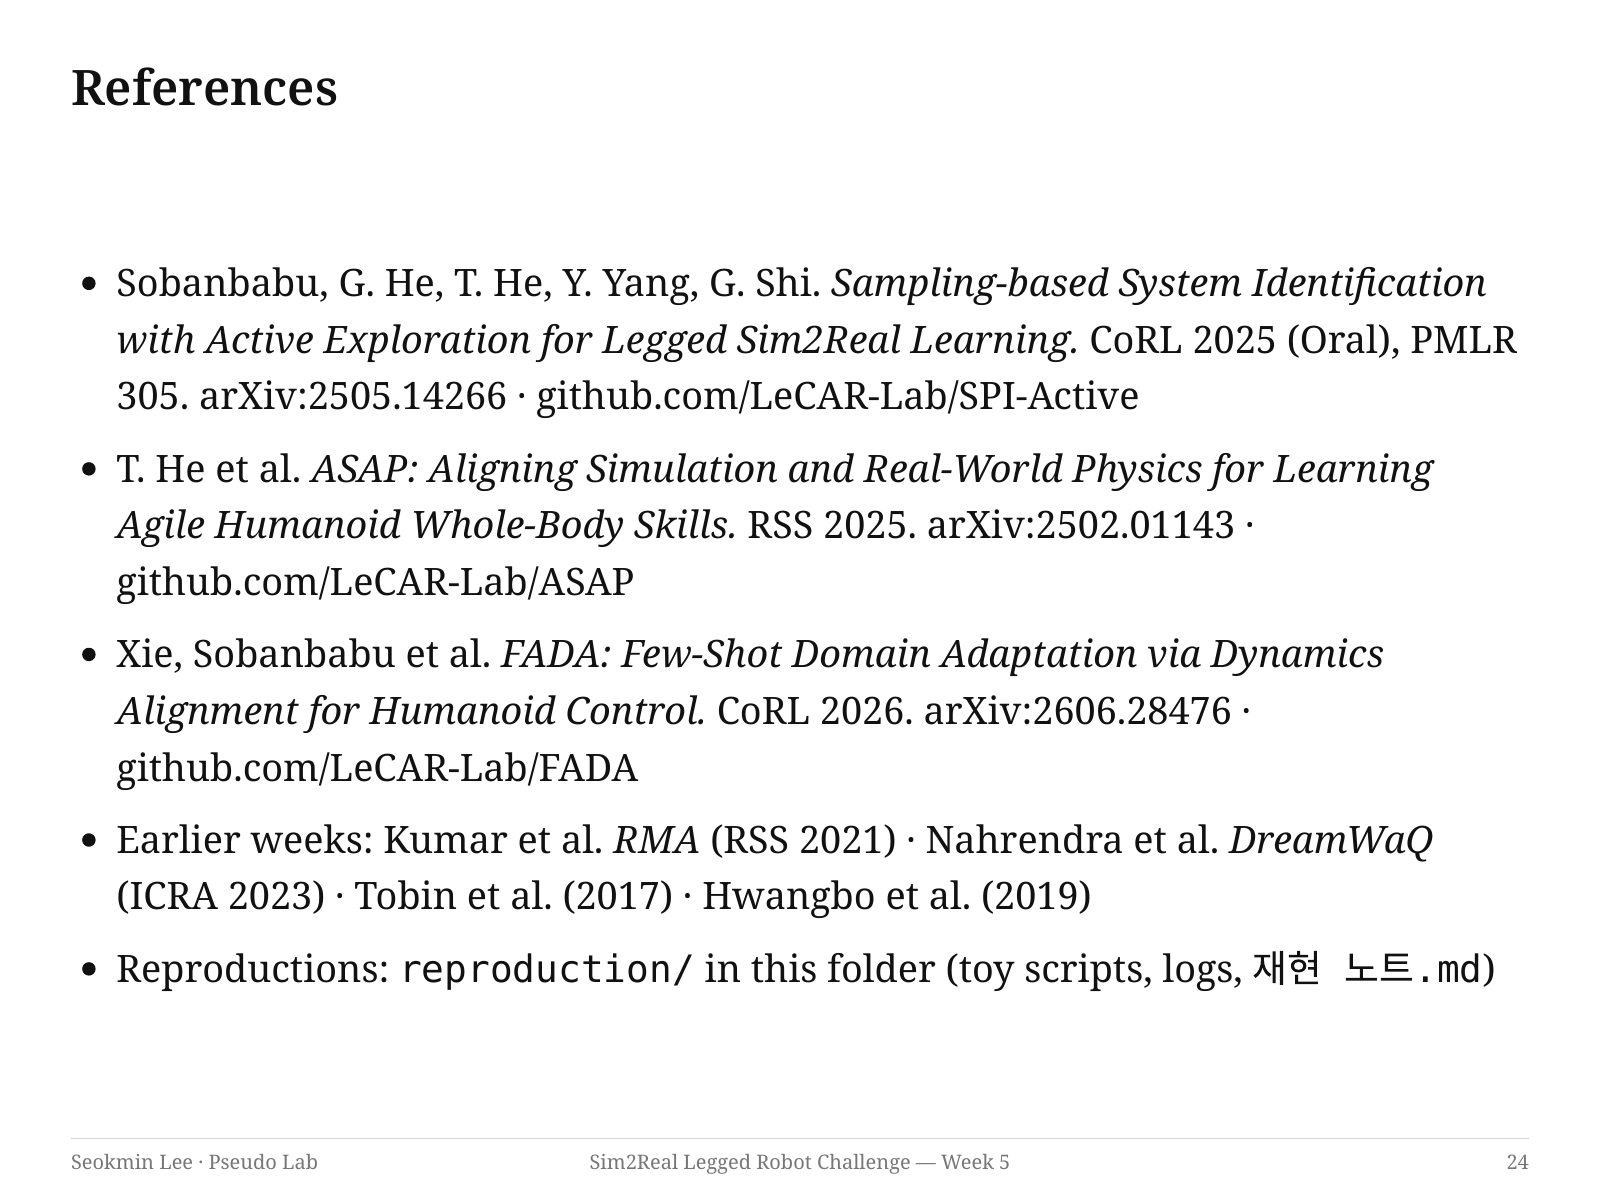 References
• Sobanbabu, G. He, T. He, Y. Yang, G. Shi. Sampling-based System Identification
with Active Exploration for Legged Sim2Real Learning. CoRL 2025 (Oral), PMLR
305. arXiv:2505.14266 · github.com/LeCAR-Lab/SPI-Active
• T. He et al. ASAP: Aligning Simulation and Real-World Physics for Learning
Agile Humanoid Whole-Body Skills. RSS 2025. arXiv:2502.01143 ·
github.com/LeCAR-Lab/ASAP
• Xie, Sobanbabu et al. FADA: Few-Shot Domain Adaptation via Dynamics
Alignment for Humanoid Control. CoRL 2026. arXiv:2606.28476 ·
github.com/LeCAR-Lab/FADA
• Earlier weeks: Kumar et al. RMA (RSS 2021) · Nahrendra et al. DreamWaQ
(ICRA 2023) · Tobin et al. (2017) · Hwangbo et al. (2019)
• Reproductions: reproduction/ in this folder (toy scripts, logs, 재현 노트.md)
Seokmin Lee · Pseudo Lab
Sim2Real Legged Robot Challenge — Week 5
24